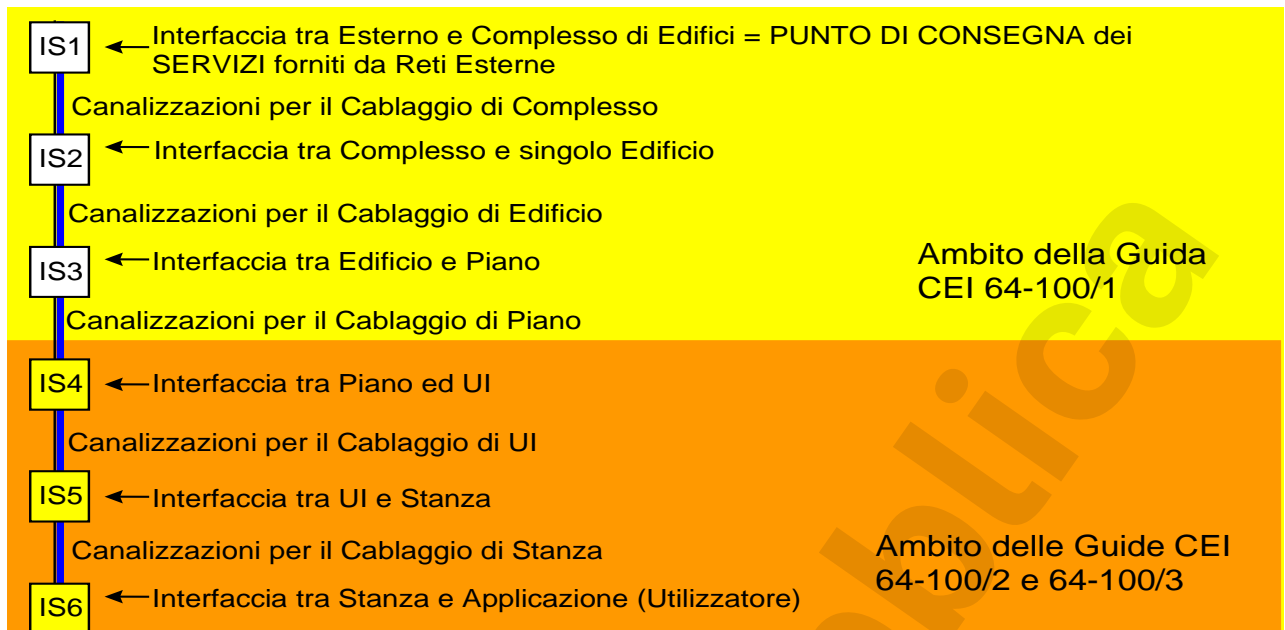 IS1
Interfaccia tra Esterno e Complesso di Edifici = PUNTO DI CONSEGNA dei
SERVIZI forniti da Reti Esterne
Canalizzazioni per il Cablaggio di Complesso
IS2
Interfaccia tra Complesso e singolo Edificio
Canalizzazioni per il Cablaggio di Edificio
IS3
Interfaccia tra Edificio e Piano
Ambito della Guida
CEI 64-100/1
Canalizzazioni per il Cablaggio di Piano
IS4
Interfaccia tra Piano ed UI
Canalizzazioni per il Cablaggio di UI
IS5
Interfaccia tra UI e Stanza
Canalizzazioni per il Cablaggio di Stanza
Ambito delle Guide CEI
64-100/2 e 64-100/3
IS6
Interfaccia tra Stanza e Applicazione (Utilizzatore)